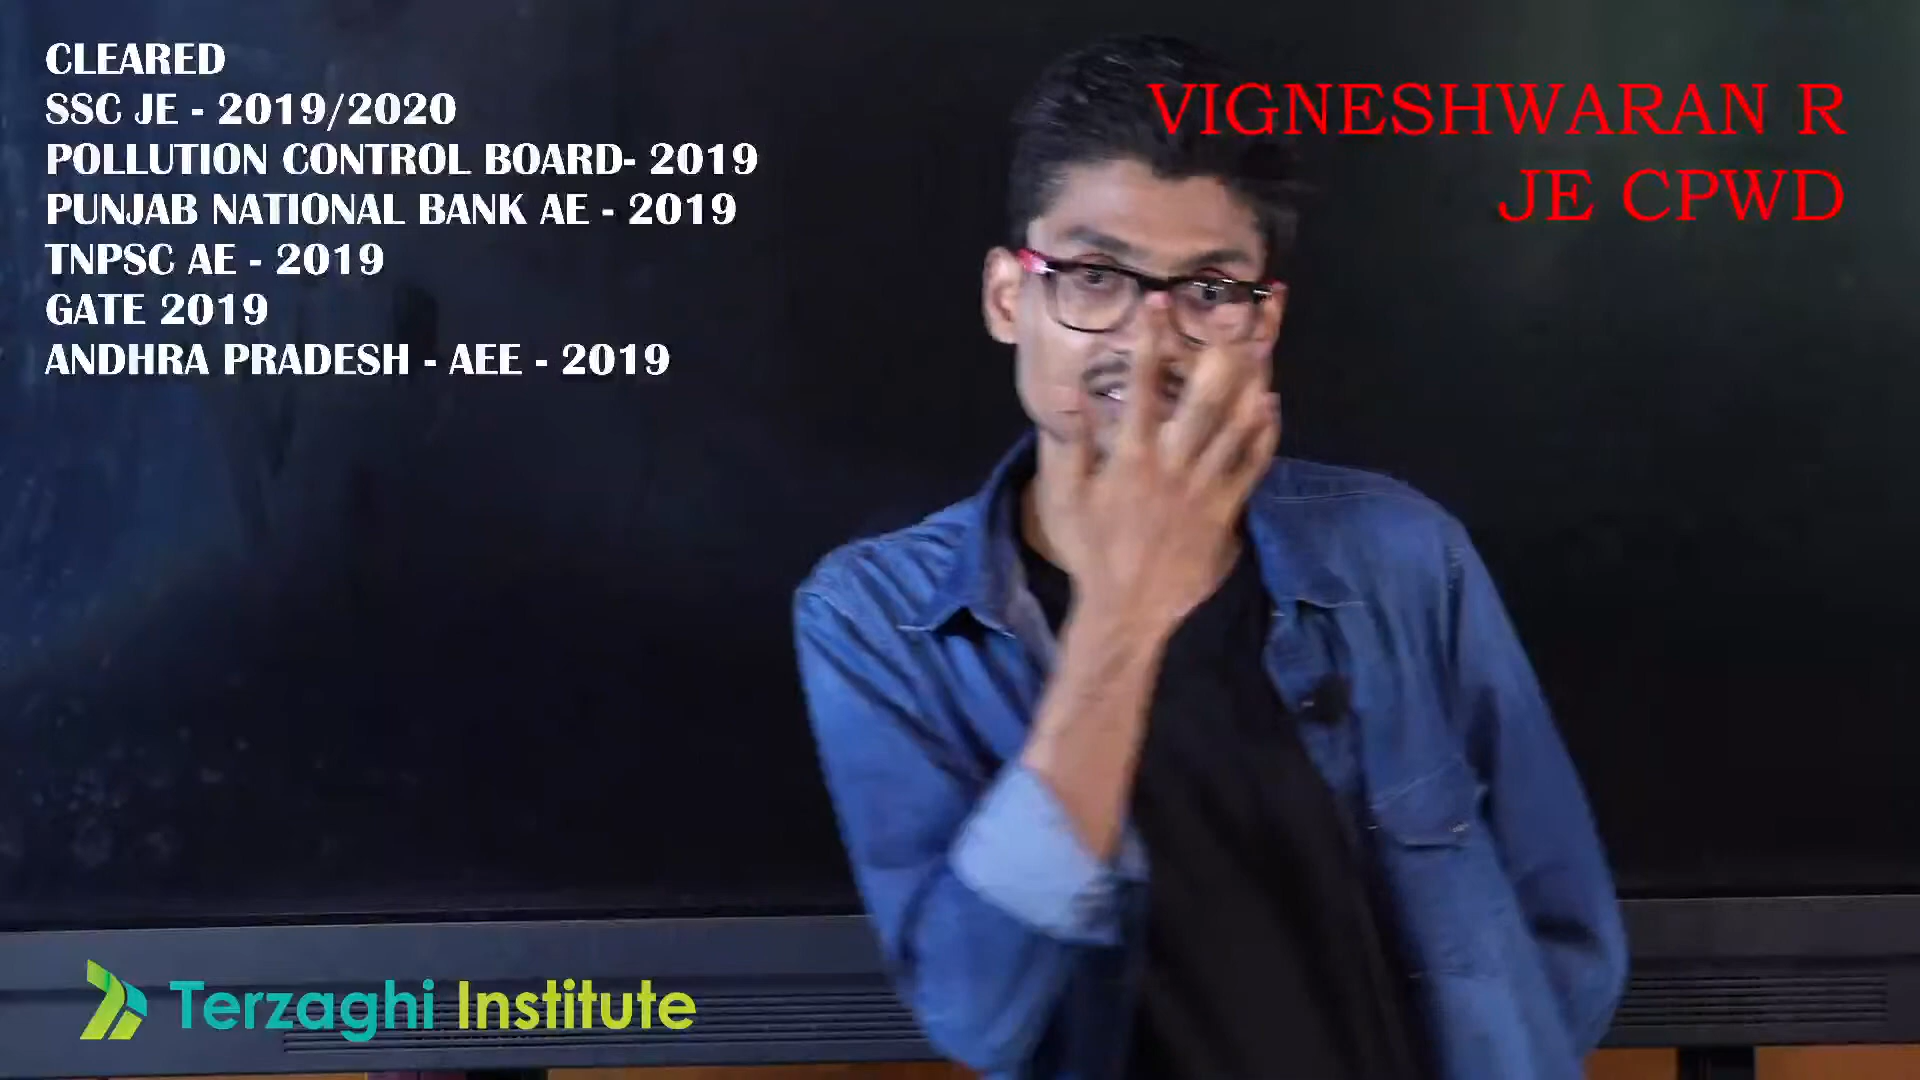 CLEARED
SSC JE - 2019/2020
POLLUTION CONTROL BOARD- 2019
PUNJAB NATIONAL BANK AE - 2019
TNPSC AE - 2019
GATE 2019
ANDHRA PRADESH - AEE - 2019
VIGNESHWARAN R
JE CPWD
Terzaghi Institute